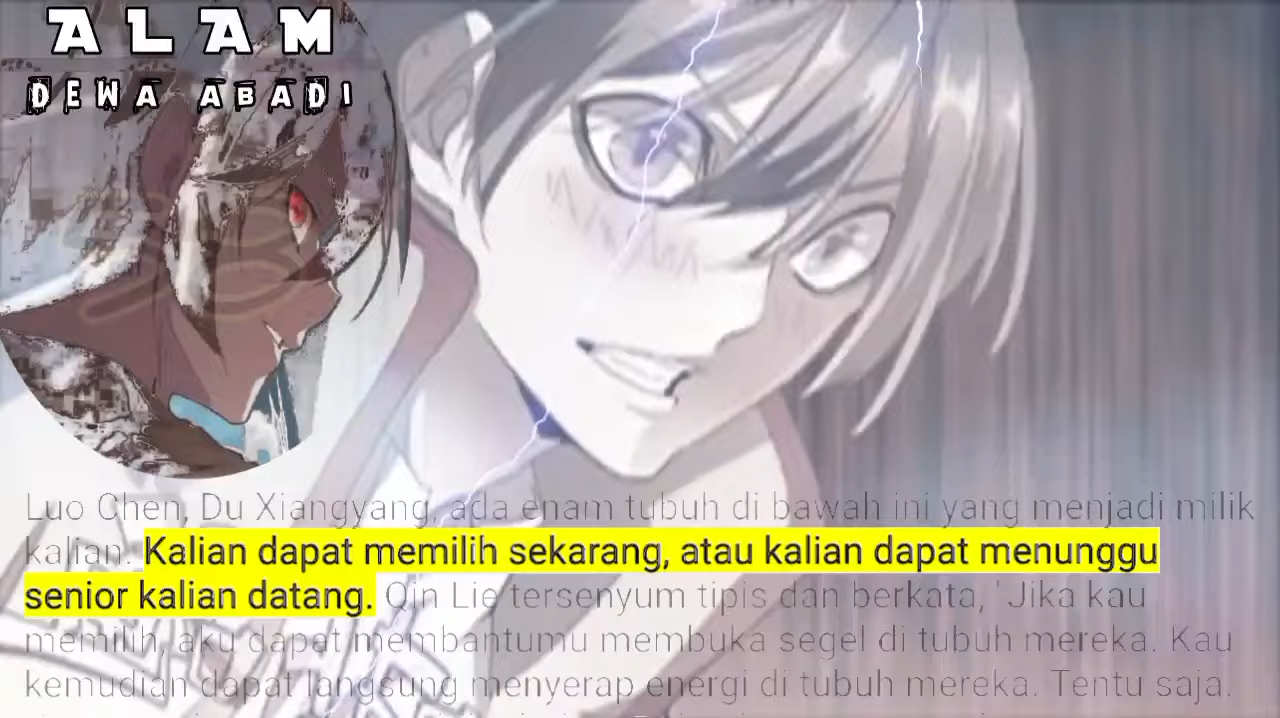 ALAM
DEWA ABADI
Luo Chen, Du Xiangyang, ada enam tubuh di bawah ini yang menjadi milik
kalian. Kalian dapat memilih sekarang, atau kalian dapat menunggu
senior kalian datang. Qin Lie tersenyum tipis dan berkata, 'Jika kau
memilih, aku dapat membantumu membuka segel di tubuh mereka. Kau
kemudian dapat langsung menyerap energi di tubuh mereka. Tentu saja.